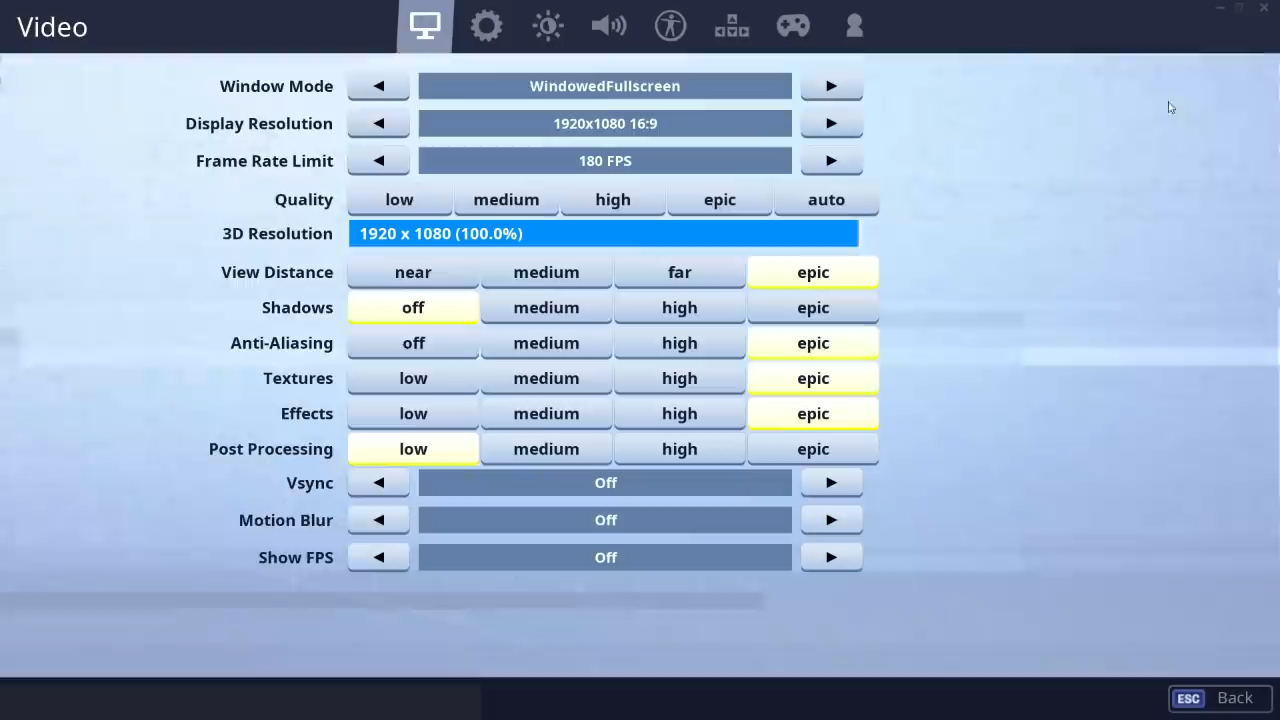 Video
Window Mode ◄ WindowedFullscreen ►
Display Resolution ◄ 1920x1080 16:9 ►
Frame Rate Limit ◄ 180 FPS ►
Quality low medium high epic auto
3D Resolution 1920 x 1080 (100.0%)
View Distance near medium far epic
Shadows off medium high epic
Anti-Aliasing off medium high epic
Textures low medium high epic
Effects low medium high epic
Post Processing low medium high epic
Vsync ◄ Off ►
Motion Blur ◄ Off ►
Show FPS ◄ Off ►
ESC Back